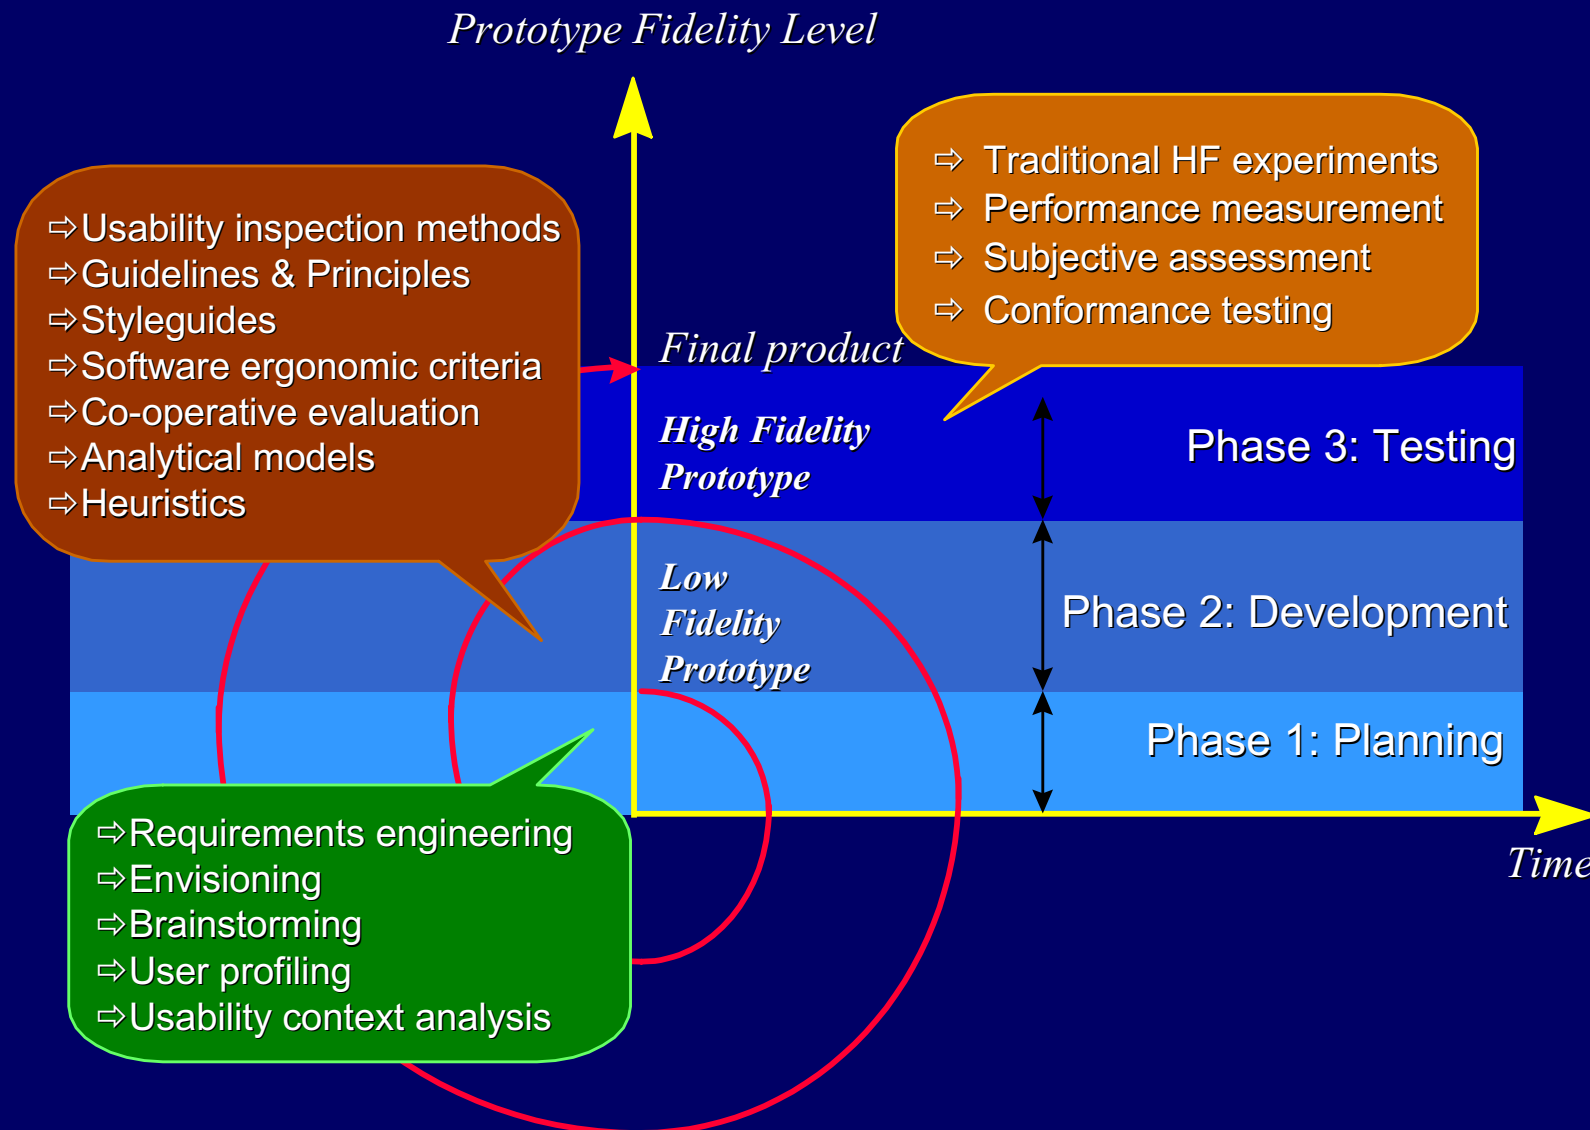 Prototype Fidelity Level
⇨ Traditional HF experiments
⇨ Performance measurement
⇨ Subjective assessment
⇨ Conformance testing
⇨Usability inspection methods
⇨Guidelines & Principles
⇨Styleguides
⇨Software ergonomic criteria
⇨Co-operative evaluation
⇨Analytical models
⇨Heuristics
Final product
High Fidelity
Prototype
Phase 3: Testing
Low
Fidelity
Prototype
Phase 2: Development
Phase 1: Planning
⇨Requirements engineering
⇨Envisioning
⇨Brainstorming
⇨User profiling
⇨Usability context analysis
Time